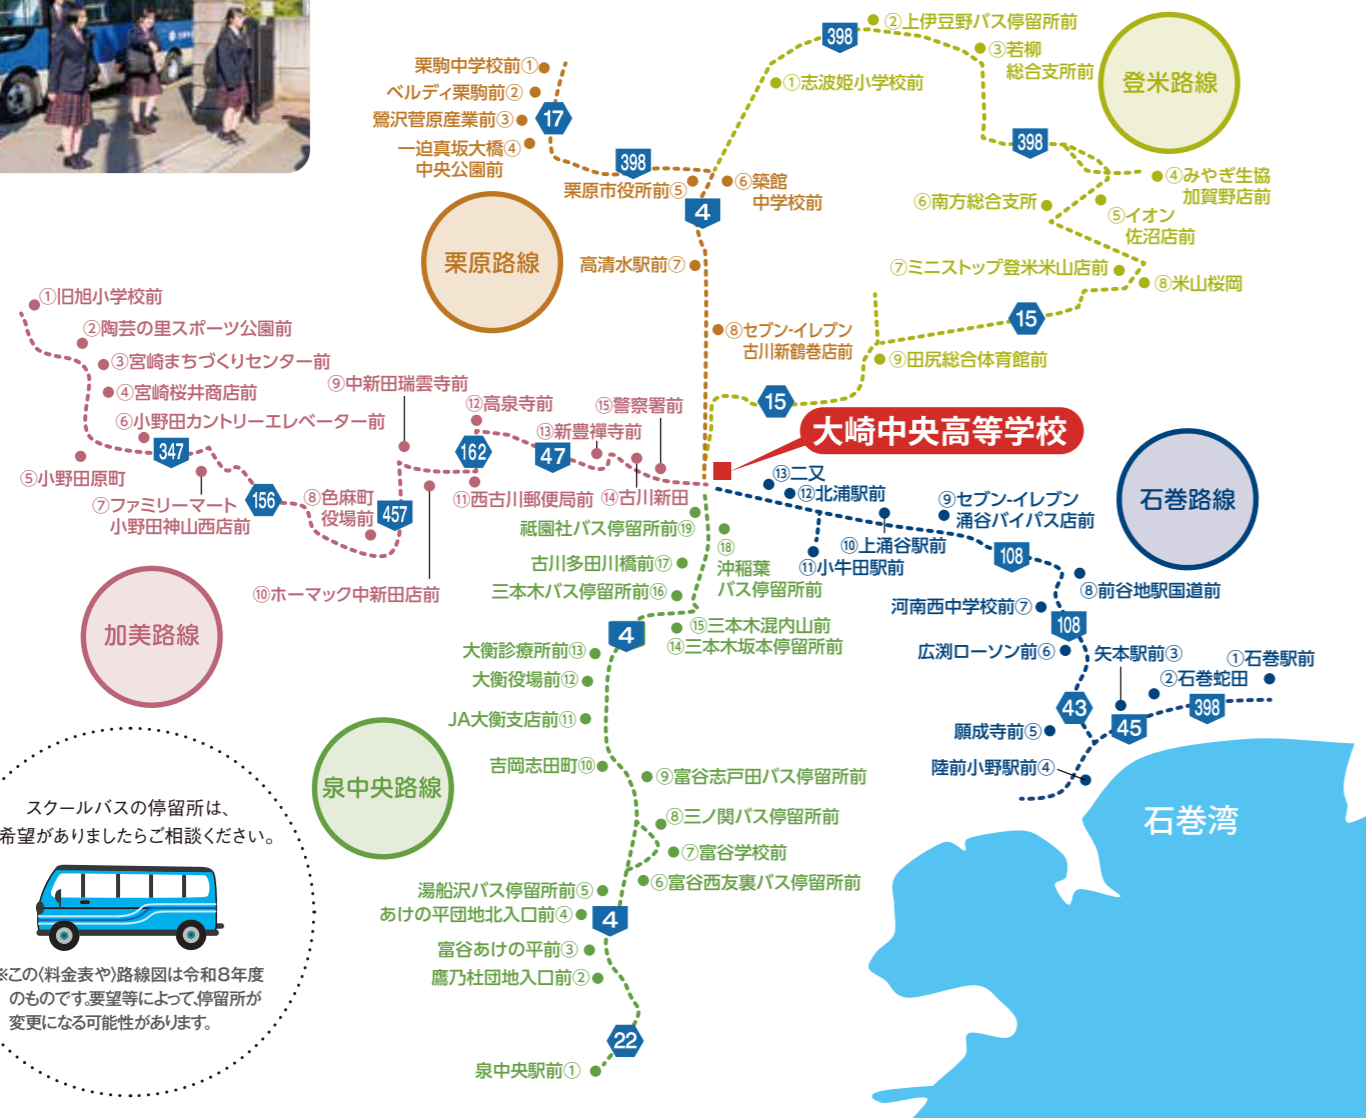 栗駒中学校前①
ベルディ栗駒前②
鶯沢菅原産業前③
一迫真坂大橋④
中央公園前
17
398
栗原市役所前⑤
⑥築館
中学校前
4
栗原路線
高清水駅前⑦
⑧セブン-イレブン
古川新鶴巻店前
398
②上伊豆野バス停留所前
③若柳
総合支所前
①志波姫小学校前
登米路線
398
④みやぎ生協
加賀野店前
⑥南方総合支所
⑤イオン
佐沼店前
⑦ミニストップ登米米山店前
⑧米山桜岡
15
⑨田尻総合体育館前
15
大崎中央高等学校
①旧旭小学校前
②陶芸の里スポーツ公園前
③宮崎まちづくりセンター前
④宮崎桜井商店前
⑥小野田カントリーエレベーター前
347
⑤小野田原町
⑦ファミリーマート
小野田神山西店前
156
⑧色麻町
役場前
457
⑨中新田瑞雲寺前
⑩ホーマック中新田店前
162
⑫高泉寺前
⑪西古川郵便局前
47
⑬新豊禅寺前
⑮警察署前
⑭古川新田
加美路線
石巻路線
⑬二又
⑫北浦駅前
⑨セブン-イレブン
涌谷バイパス店前
⑩上涌谷駅前
⑪小牛田駅前
108
⑧前谷地駅国道前
河南西中学校前⑦
108
広渕ローソン前⑥
矢本駅前③
①石巻駅前
②石巻蛇田
398
43
45
願成寺前⑤
陸前小野駅前④
石巻湾
祇園社バス停留所前⑲
⑱
沖稲葉
バス停留所前
古川多田川橋前⑰
三本木バス停留所前⑯
⑮三本木混内山前
⑭三本木坂本停留所前
4
大衡診療所前⑬
大衡役場前⑫
JA大衡支店前⑪
吉岡志田町⑩
⑨富谷志戸田バス停留所前
泉中央路線
⑧三ノ関バス停留所前
⑦富谷学校前
⑥富谷西友裏バス停留所前
湯船沢バス停留所前⑤
あけの平団地北入口前④
4
富谷あけの平前③
鷹乃杜団地入口前②
22
泉中央駅前①
スクールバスの停留所は、
希望がありましたらご相談ください。
※この〈料金表や〉路線図は令和8年度
のものです。要望等によって、停留所が
変更になる可能性があります。